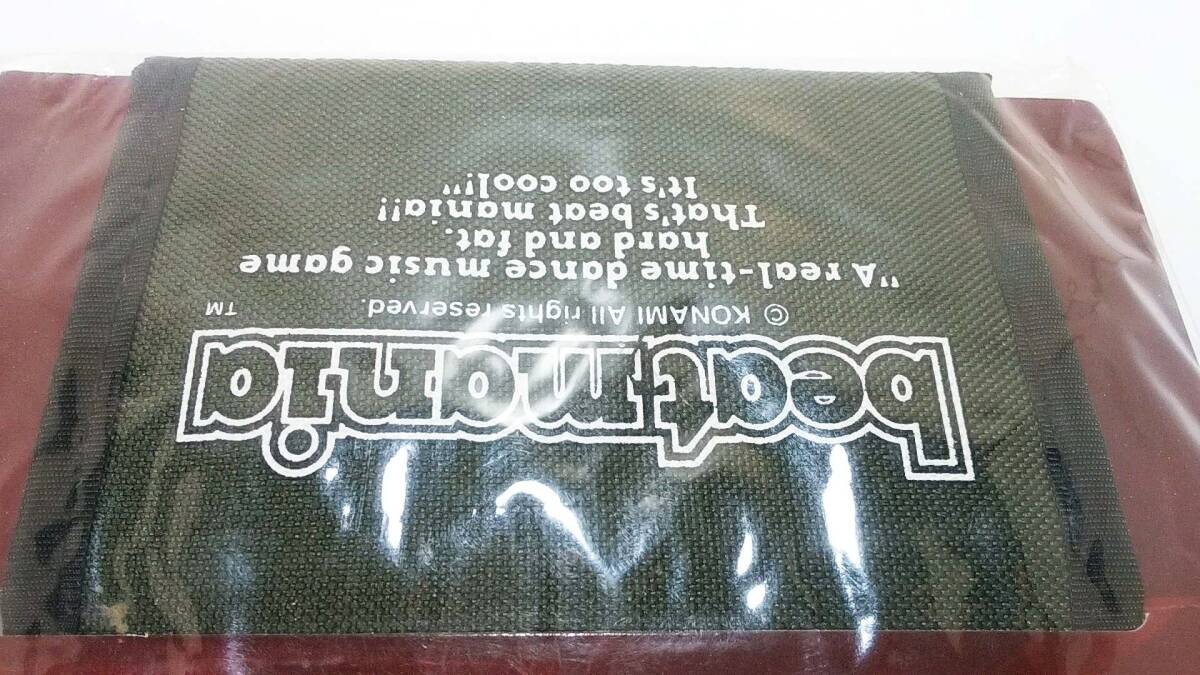 beatmania
© KONAMI All rights reserved. TM
"A real-time dance music game
hard and fat.
That's beat mania!!
It's too cool!"